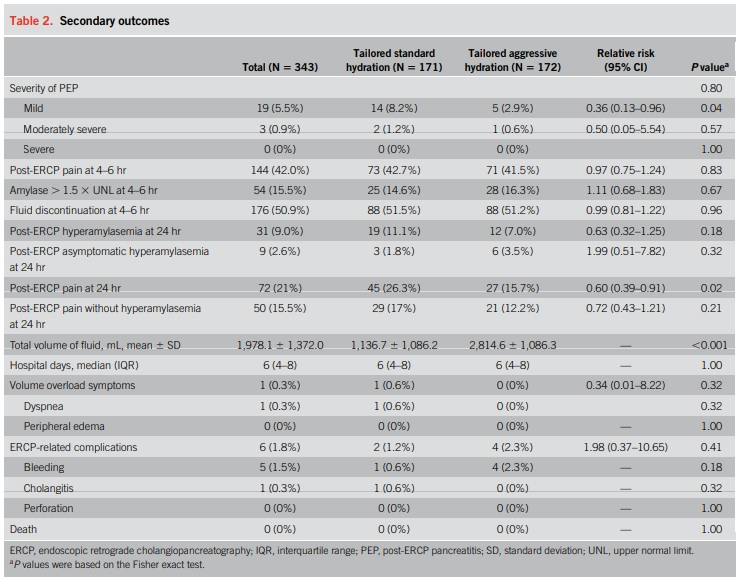 Table 2. Secondary outcomes
Total (N = 343) Tailored standard hydration (N = 171) Tailored aggressive hydration (N = 172) Relative risk (95% CI) P valueᵃ
Severity of PEP 0.80
Mild 19 (5.5%) 14 (8.2%) 5 (2.9%) 0.36 (0.13–0.96) 0.04
Moderately severe 3 (0.9%) 2 (1.2%) 1 (0.6%) 0.50 (0.05–5.54) 0.57
Severe 0 (0%) 0 (0%) 0 (0%) 1.00
Post-ERCP pain at 4–6 hr 144 (42.0%) 73 (42.7%) 71 (41.5%) 0.97 (0.75–1.24) 0.83
Amylase > 1.5 × UNL at 4–6 hr 54 (15.5%) 25 (14.6%) 28 (16.3%) 1.11 (0.68–1.83) 0.67
Fluid discontinuation at 4–6 hr 176 (50.9%) 88 (51.5%) 88 (51.2%) 0.99 (0.81–1.22) 0.96
Post-ERCP hyperamylasemia at 24 hr 31 (9.0%) 19 (11.1%) 12 (7.0%) 0.63 (0.32–1.25) 0.18
Post-ERCP asymptomatic hyperamylasemia 9 (2.6%) 3 (1.8%) 6 (3.5%) 1.99 (0.51–7.82) 0.32
at 24 hr
Post-ERCP pain at 24 hr 72 (21%) 45 (26.3%) 27 (15.7%) 0.60 (0.39–0.91) 0.02
Post-ERCP pain without hyperamylasemia 50 (15.5%) 29 (17%) 21 (12.2%) 0.72 (0.43–1.21) 0.21
at 24 hr
Total volume of fluid, mL, mean ± SD 1,978.1 ± 1,372.0 1,136.7 ± 1,086.2 2,814.6 ± 1,086.3 — <0.001
Hospital days, median (IQR) 6 (4–8) 6 (4–8) 6 (4–8) — 1.00
Volume overload symptoms 1 (0.3%) 1 (0.6%) 0 (0%) 0.34 (0.01–8.22) 0.32
Dyspnea 1 (0.3%) 1 (0.6%) 0 (0%) 0.32
Peripheral edema 0 (0%) 0 (0%) 0 (0%) — 1.00
ERCP-related complications 6 (1.8%) 2 (1.2%) 4 (2.3%) 1.98 (0.37–10.65) 0.41
Bleeding 5 (1.5%) 1 (0.6%) 4 (2.3%) — 0.18
Cholangitis 1 (0.3%) 1 (0.6%) 0 (0%) — 0.32
Perforation 0 (0%) 0 (0%) 0 (0%) — 1.00
Death 0 (0%) 0 (0%) 0 (0%) — 1.00
ERCP, endoscopic retrograde cholangiopancreatography; IQR, interquartile range; PEP, post-ERCP pancreatitis; SD, standard deviation; UNL, upper normal limit.
ᵃP values were based on the Fisher exact test.